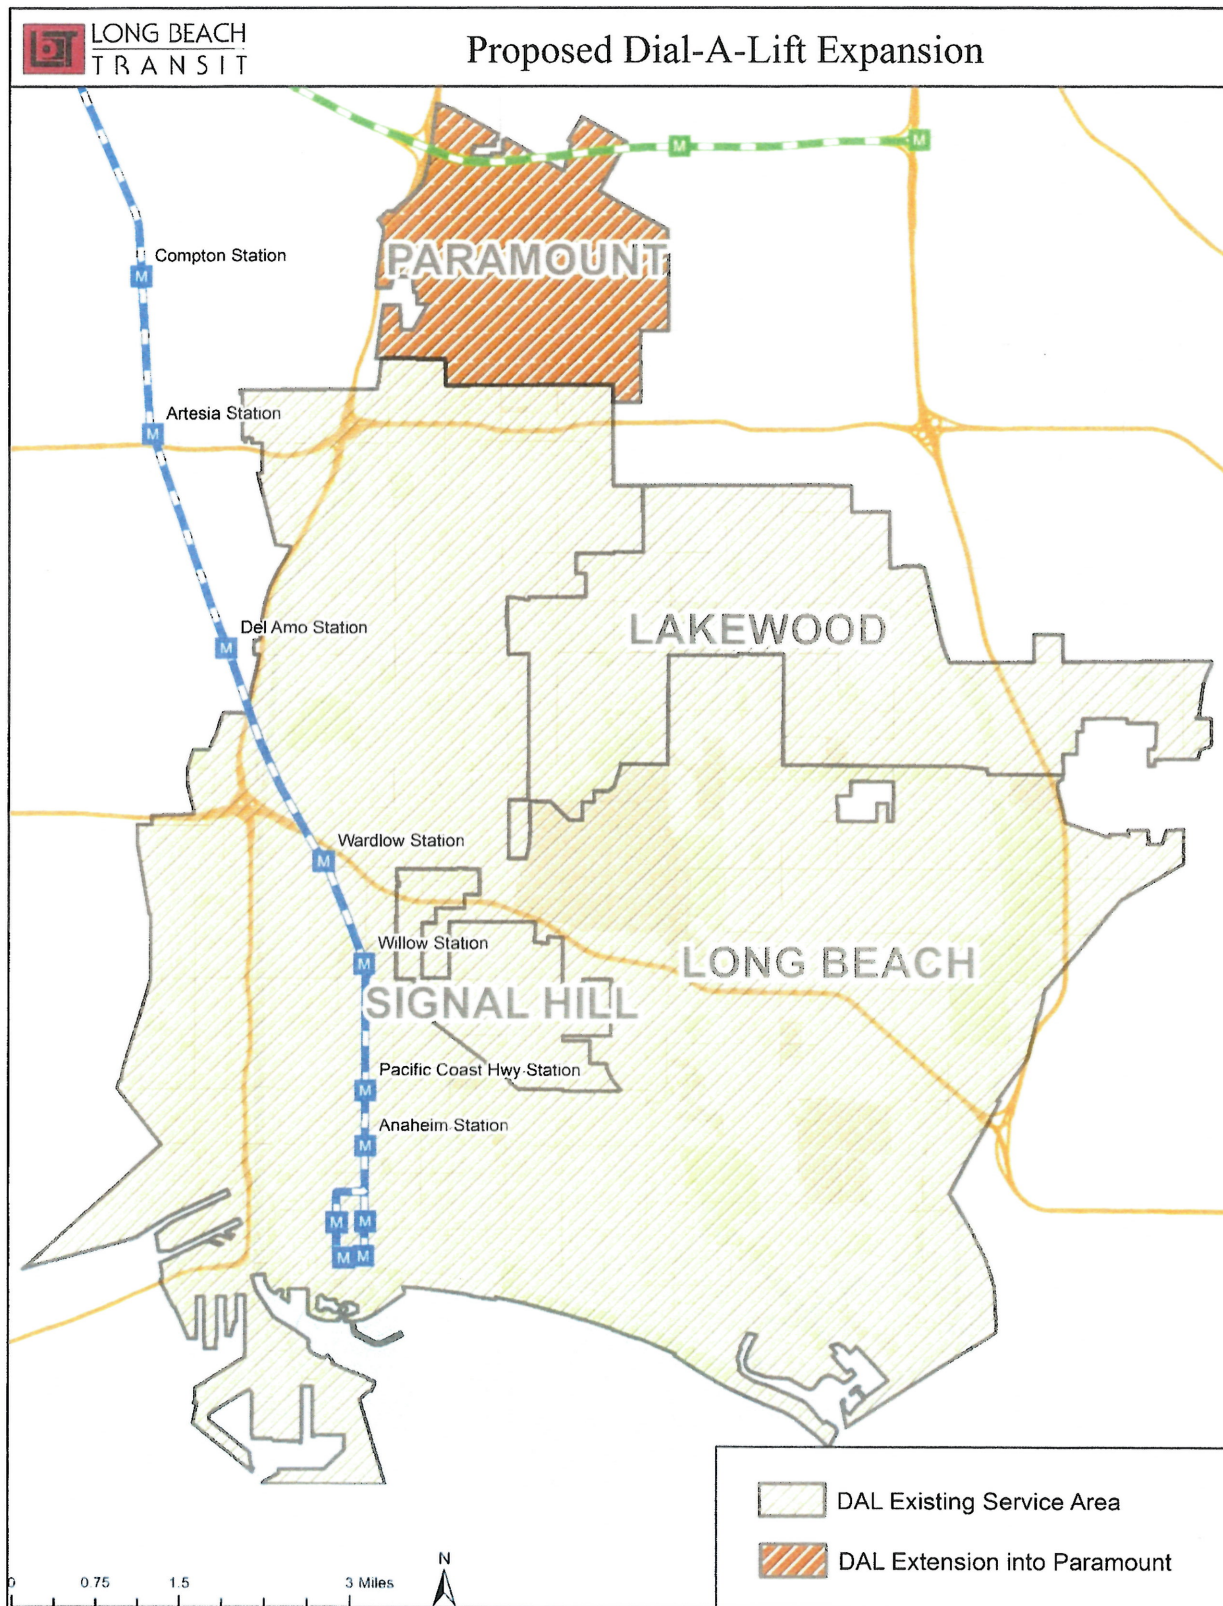 LONG BEACH
TRANSIT
Proposed Dial-A-Lift Expansion
M
M
PARAMOUNT
Compton Station
M
Artesia Station
M
LAKEWOOD
Del Amo Station
M
Wardlow Station
M
Willow Station
M
LONG BEACH
SIGNAL HILL
Pacific Coast Hwy Station
M
Anaheim Station
M
M
M
M
M
DAL Existing Service Area
DAL Extension into Paramount
N
0 0.75 1.5 3 Miles